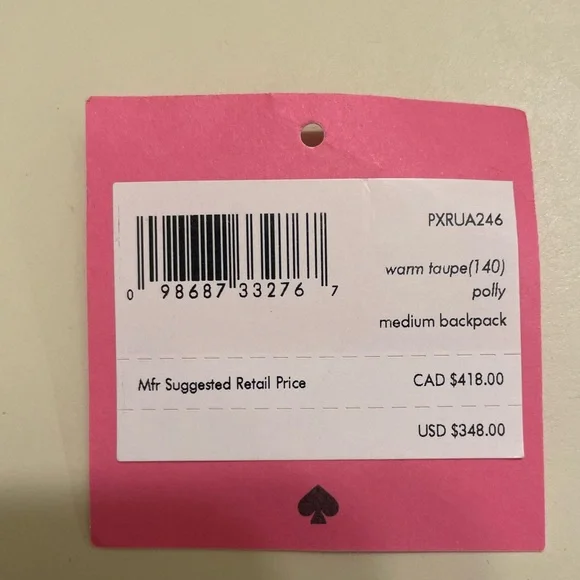 PXRUA246
0 98687 33276 7
warm taupe(140)
polly
medium backpack
Mfr Suggested Retail Price CAD $418.00
USD $348.00